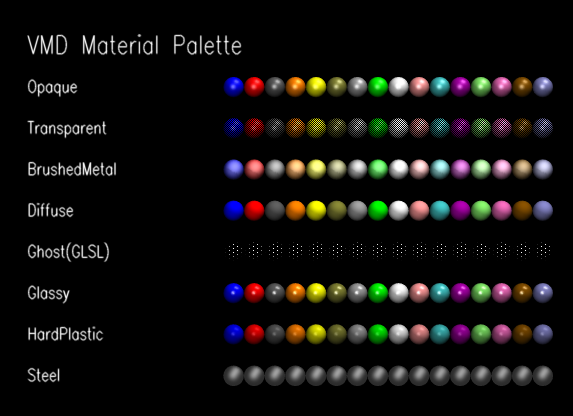 VMD Material Palette
Opaque
Transparent
BrushedMetal
Diffuse
Ghost(GLSL)
Glassy
HardPlastic
Steel